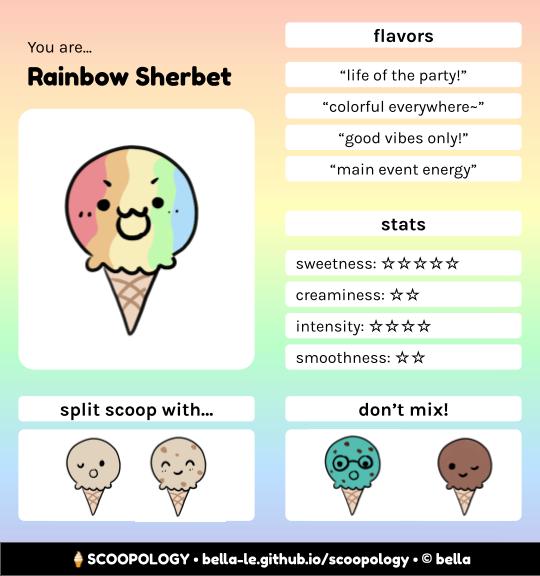 You are...
Rainbow Sherbet
flavors
“life of the party!”
“colorful everywhere~”
“good vibes only!”
“main event energy”
stats
sweetness: ☆☆☆☆☆
creaminess: ☆☆
intensity: ☆☆☆☆
smoothness: ☆☆
split scoop with...
don’t mix!
🍦SCOOPOLOGY • bella-le.github.io/scoopology • © bella